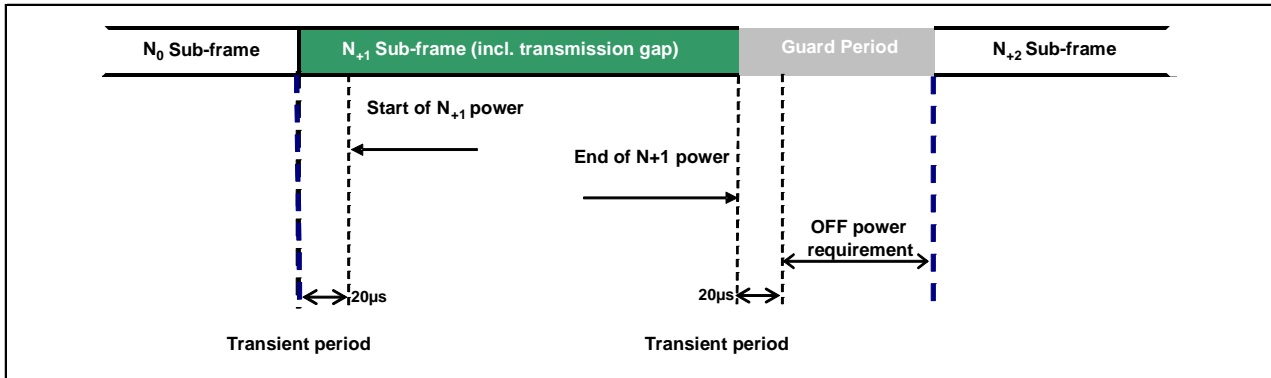 N0 Sub-frame
N+1 Sub-frame (incl. transmission gap)
Guard Period
N+2 Sub-frame
Start of N+1 power
End of N+1 power
OFF power
requirement
20µs
20µs
Transient period
Transient period